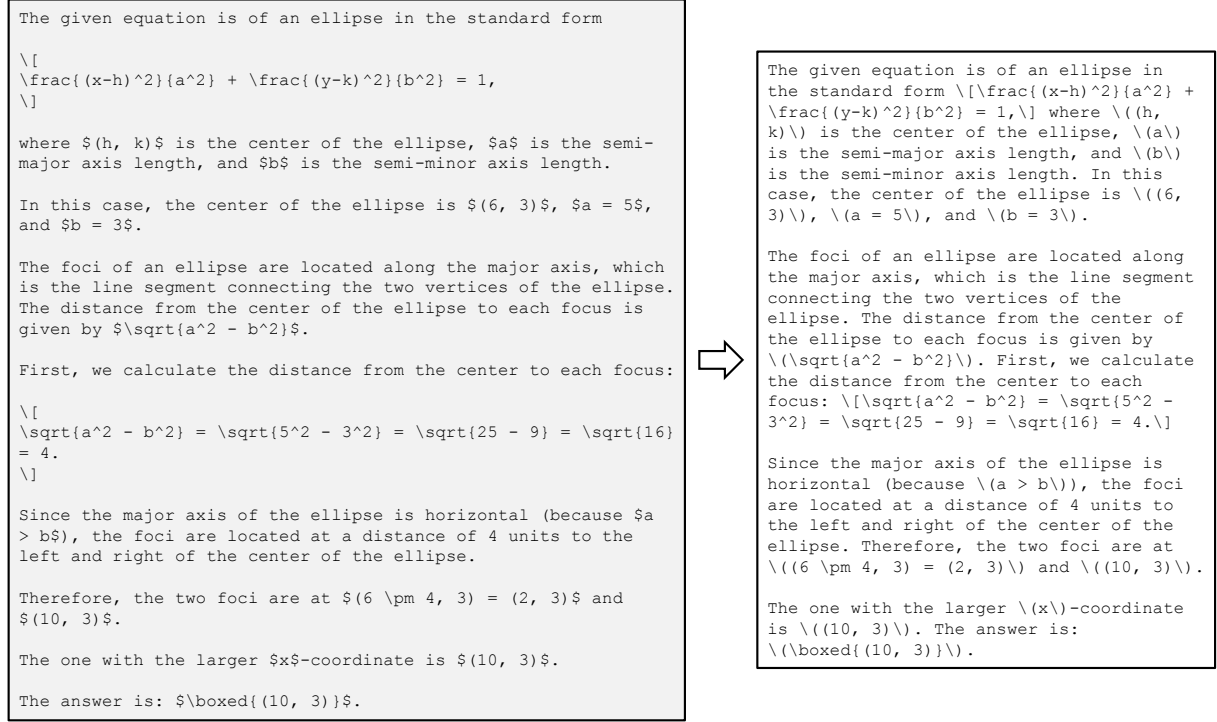 The given equation is of an ellipse in the standard form
\[
\frac{(x-h)^2}{a^2} + \frac{(y-k)^2}{b^2} = 1,
\]
where $(h, k)$ is the center of the ellipse, $a$ is the semi-
major axis length, and $b$ is the semi-minor axis length.
In this case, the center of the ellipse is $(6, 3)$, $a = 5$,
and $b = 3$.
The foci of an ellipse are located along the major axis, which
is the line segment connecting the two vertices of the ellipse.
The distance from the center of the ellipse to each focus is
given by $\sqrt{a^2 - b^2}$.
First, we calculate the distance from the center to each focus:
\[
\sqrt{a^2 - b^2} = \sqrt{5^2 - 3^2} = \sqrt{25 - 9} = \sqrt{16}
= 4.
\]
Since the major axis of the ellipse is horizontal (because $a
> b$), the foci are located at a distance of 4 units to the
left and right of the center of the ellipse.
Therefore, the two foci are at $(6 \pm 4, 3) = (2, 3)$ and
$(10, 3)$.
The one with the larger $x$-coordinate is $(10, 3)$.
The answer is: $\boxed{(10, 3)}$.
The given equation is of an ellipse in
the standard form \[\frac{(x-h)^2}{a^2} +
\frac{(y-k)^2}{b^2} = 1,\] where \((h,
k)\) is the center of the ellipse, \(a\)
is the semi-major axis length, and \(b\)
is the semi-minor axis length. In this
case, the center of the ellipse is \((6,
3)\), \(a = 5\), and \(b = 3\).
The foci of an ellipse are located along
the major axis, which is the line segment
connecting the two vertices of the
ellipse. The distance from the center of
the ellipse to each focus is given by
\(\sqrt{a^2 - b^2}\). First, we calculate
the distance from the center to each
focus: \[\sqrt{a^2 - b^2} = \sqrt{5^2 -
3^2} = \sqrt{25 - 9} = \sqrt{16} = 4.\]
Since the major axis of the ellipse is
horizontal (because \(a > b\)), the foci
are located at a distance of 4 units to
the left and right of the center of the
ellipse. Therefore, the two foci are at
\((6 \pm 4, 3) = (2, 3)\) and \((10, 3)\).
The one with the larger \(x\)-coordinate
is \((10, 3)\). The answer is:
\(\boxed{(10, 3)}\).